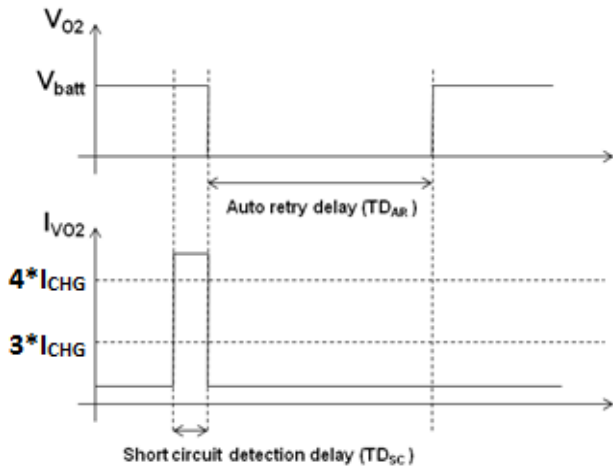 VO2
Vbatt
Auto retry delay (TDAR)
IVO2
4*ICHG
3*ICHG
Short circuit detection delay (TDSC)